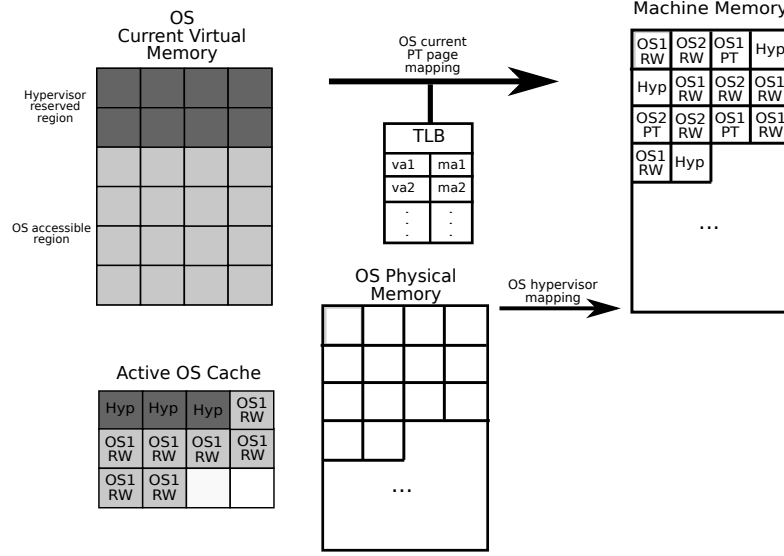 OS
Current Virtual
Memory
Hypervisor
reserved
region
OS accessible
region
OS current
PT page
mapping
TLB
va1 ma1
va2 ma2
. .
. .
. .
Machine Memory
OS1 RW OS2 RW OS1 PT Hyp
Hyp OS1 RW OS2 RW OS1 RW
OS2 PT OS2 RW OS1 PT OS1 RW
OS1 RW Hyp
...
OS Physical
Memory
...
OS hypervisor
mapping
Active OS Cache
Hyp Hyp Hyp OS1 RW
OS1 RW OS1 RW OS1 RW OS1 RW
OS1 RW OS1 RW